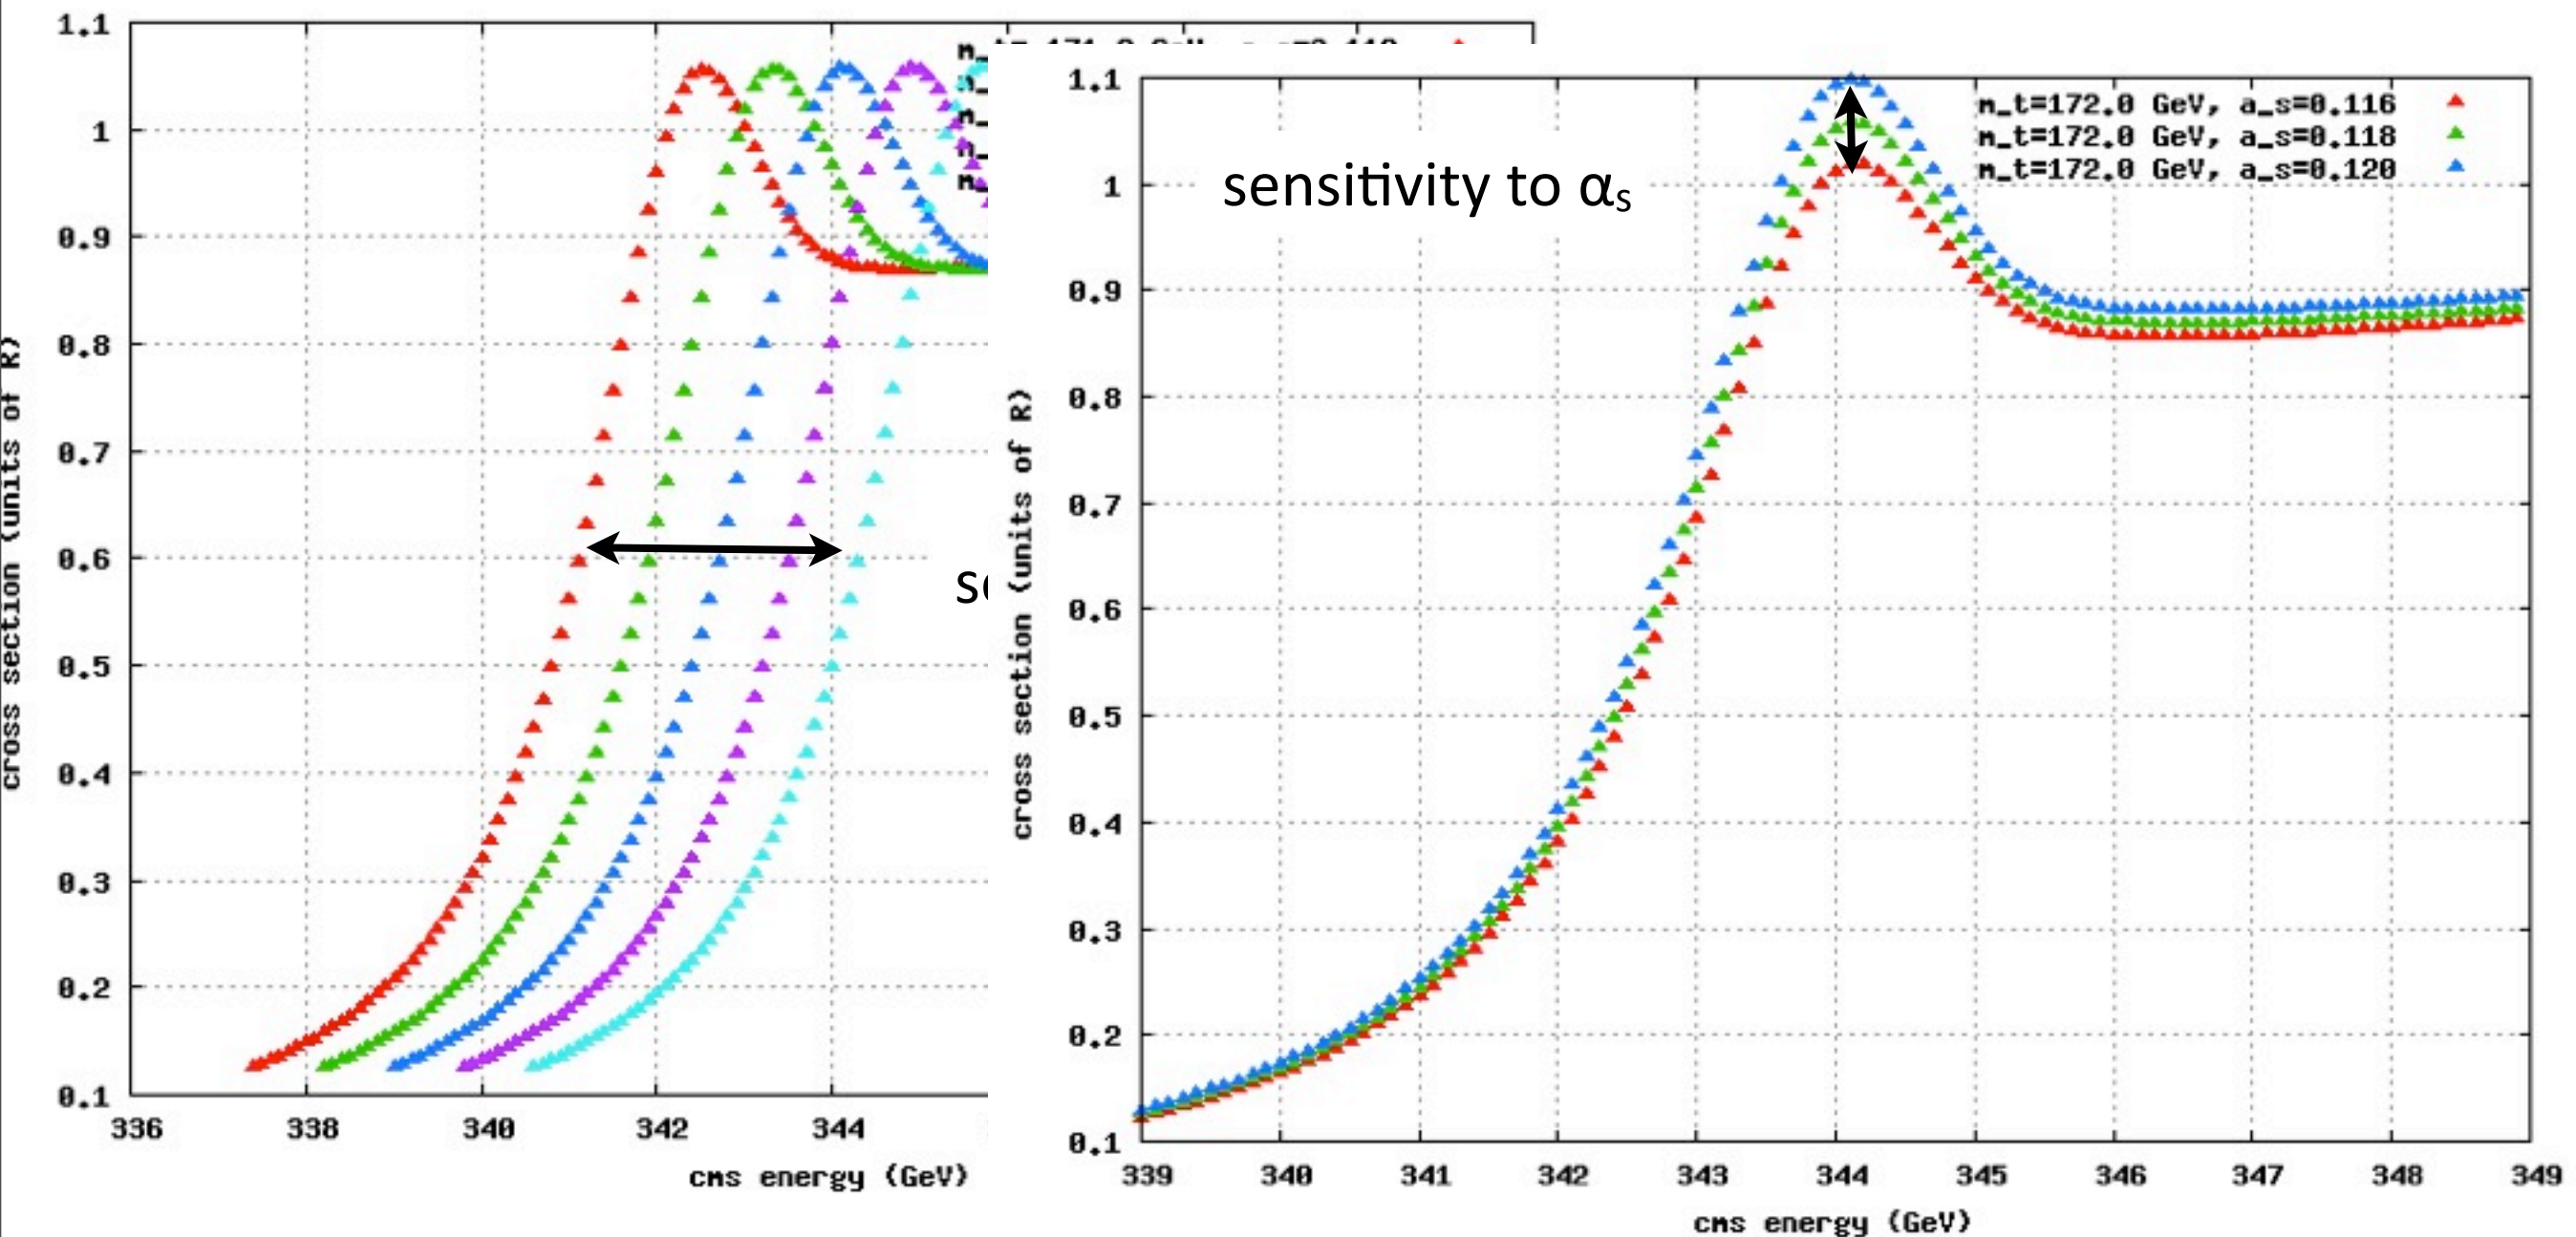 1.1
1
0.9
0.8
0.7
0.6
0.5
0.4
0.3
0.2
0.1
cross section (units of R)
336 338 340 342 344
cms energy (GeV)
sensitivity to αs
m_t=172.0 GeV, a_s=0.116
m_t=172.0 GeV, a_s=0.118
m_t=172.0 GeV, a_s=0.120
1.1
1
0.9
0.8
0.7
0.6
0.5
0.4
0.3
0.2
0.1
cross section (units of R)
339 340 341 342 343 344 345 346 347 348 349
cms energy (GeV)